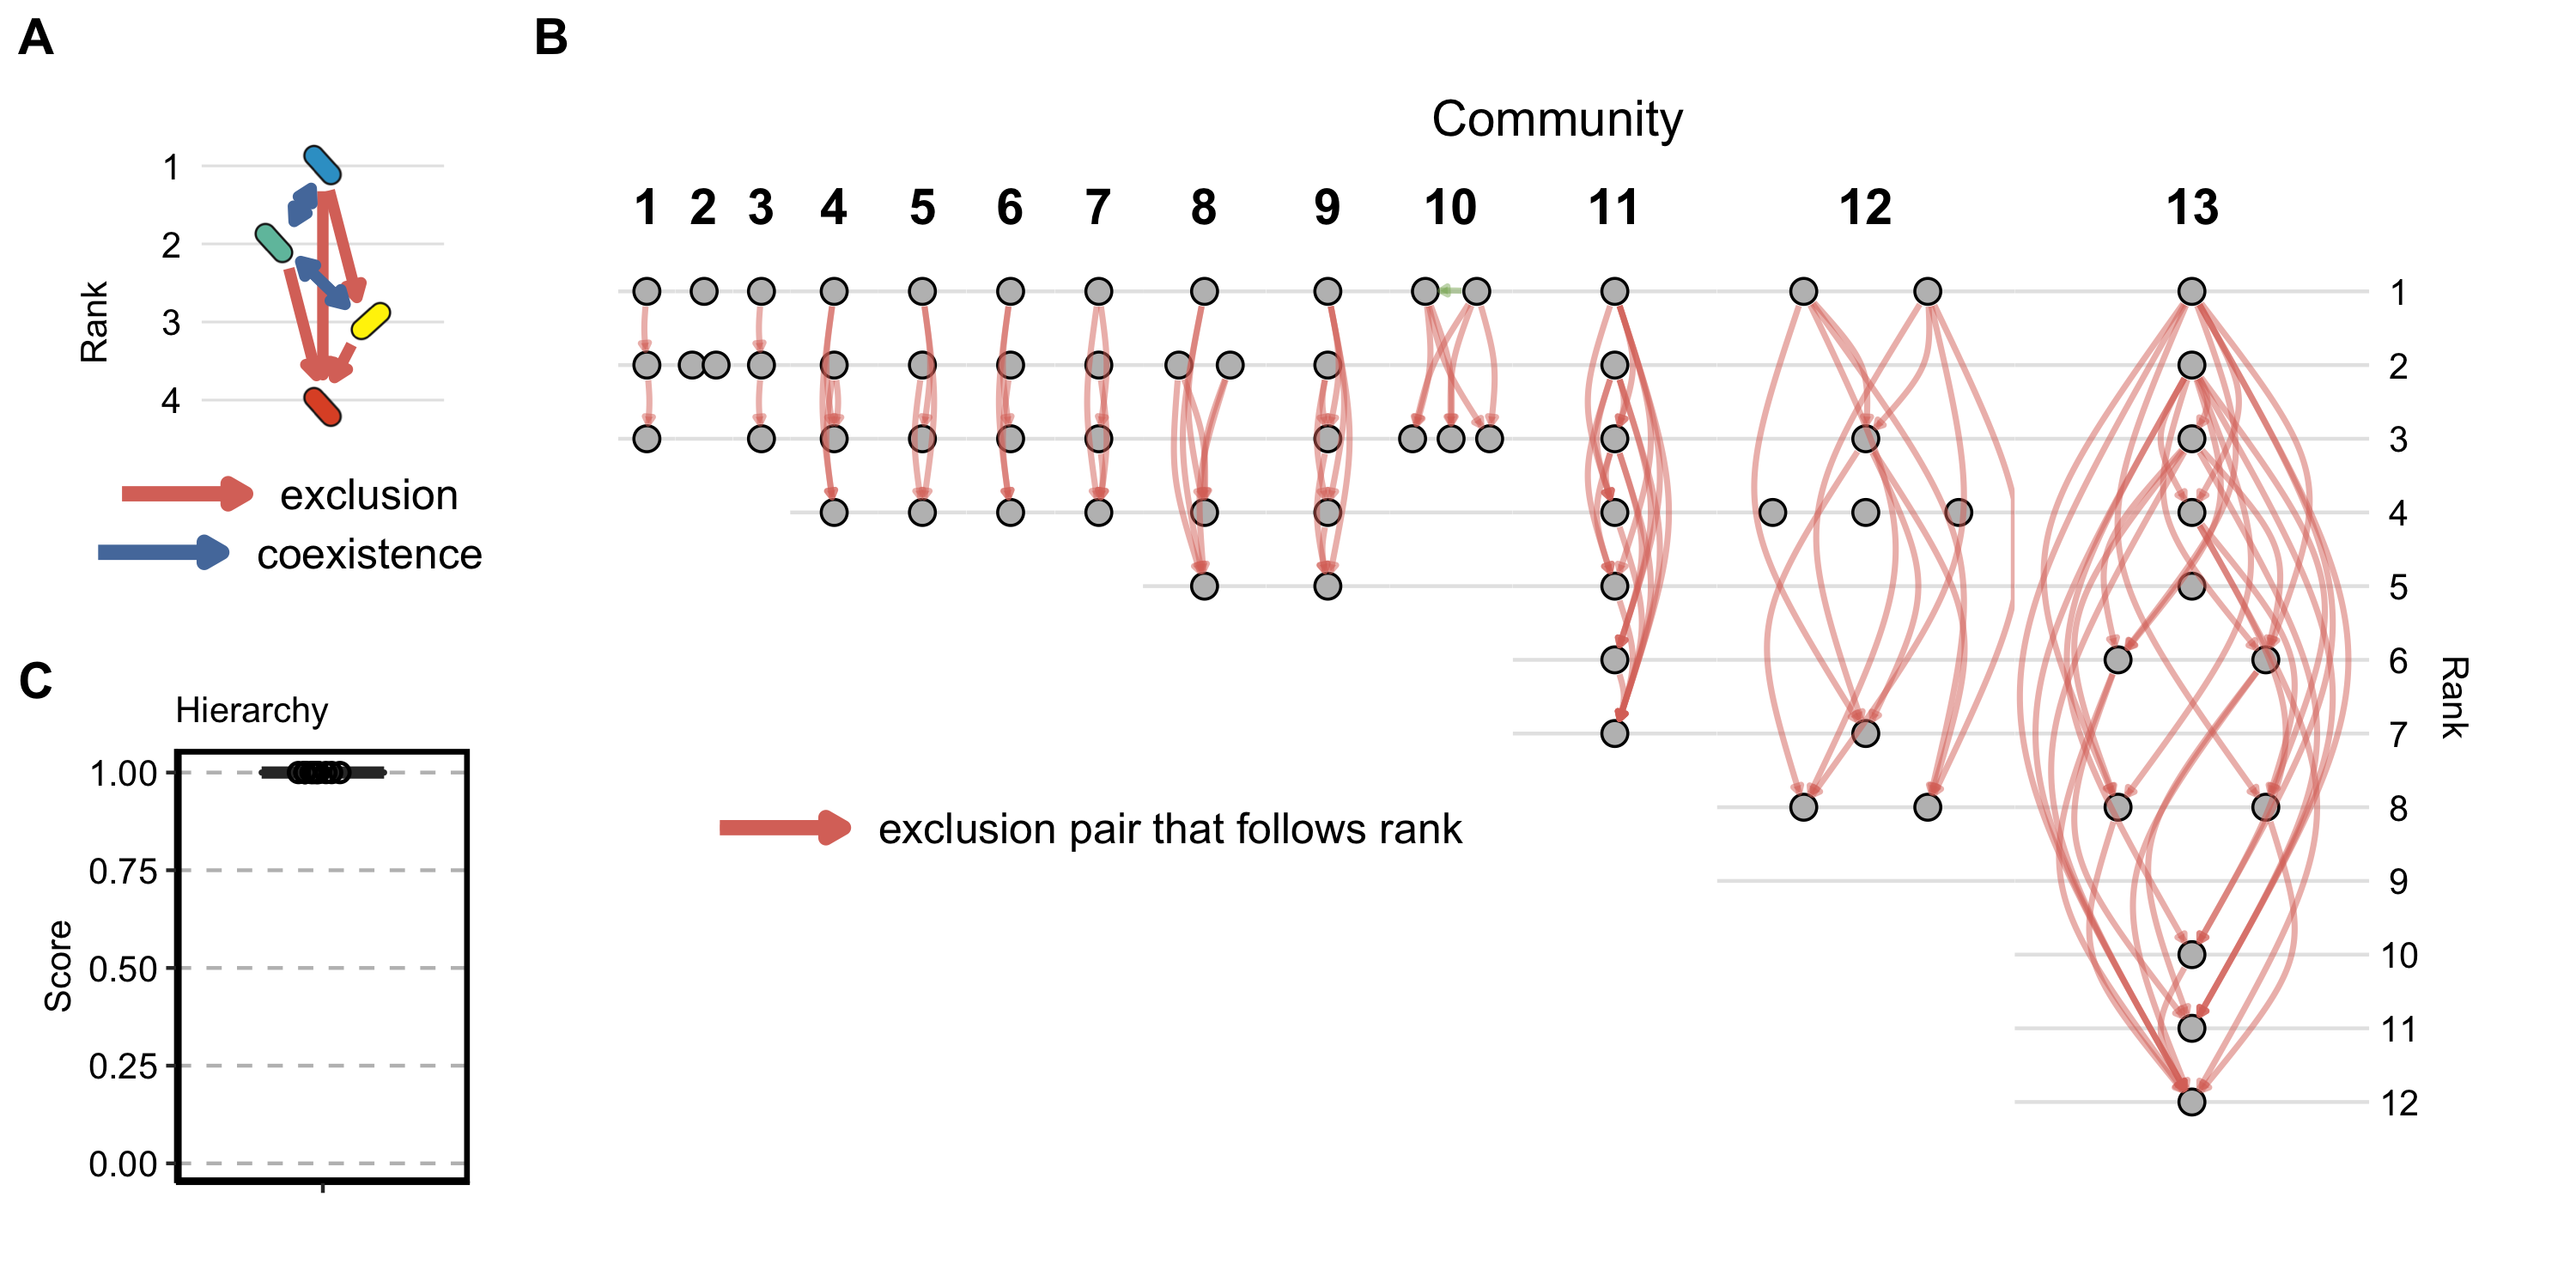 A
Rank
1
2
3
4
exclusion
coexistence
B
Community
1 2 3 4 5 6 7 8 9 10 11 12 13
1
2
3
4
5
6
7
8
9
10
11
12
Rank
exclusion pair that follows rank
C
Hierarchy
Score
1.00
0.75
0.50
0.25
0.00